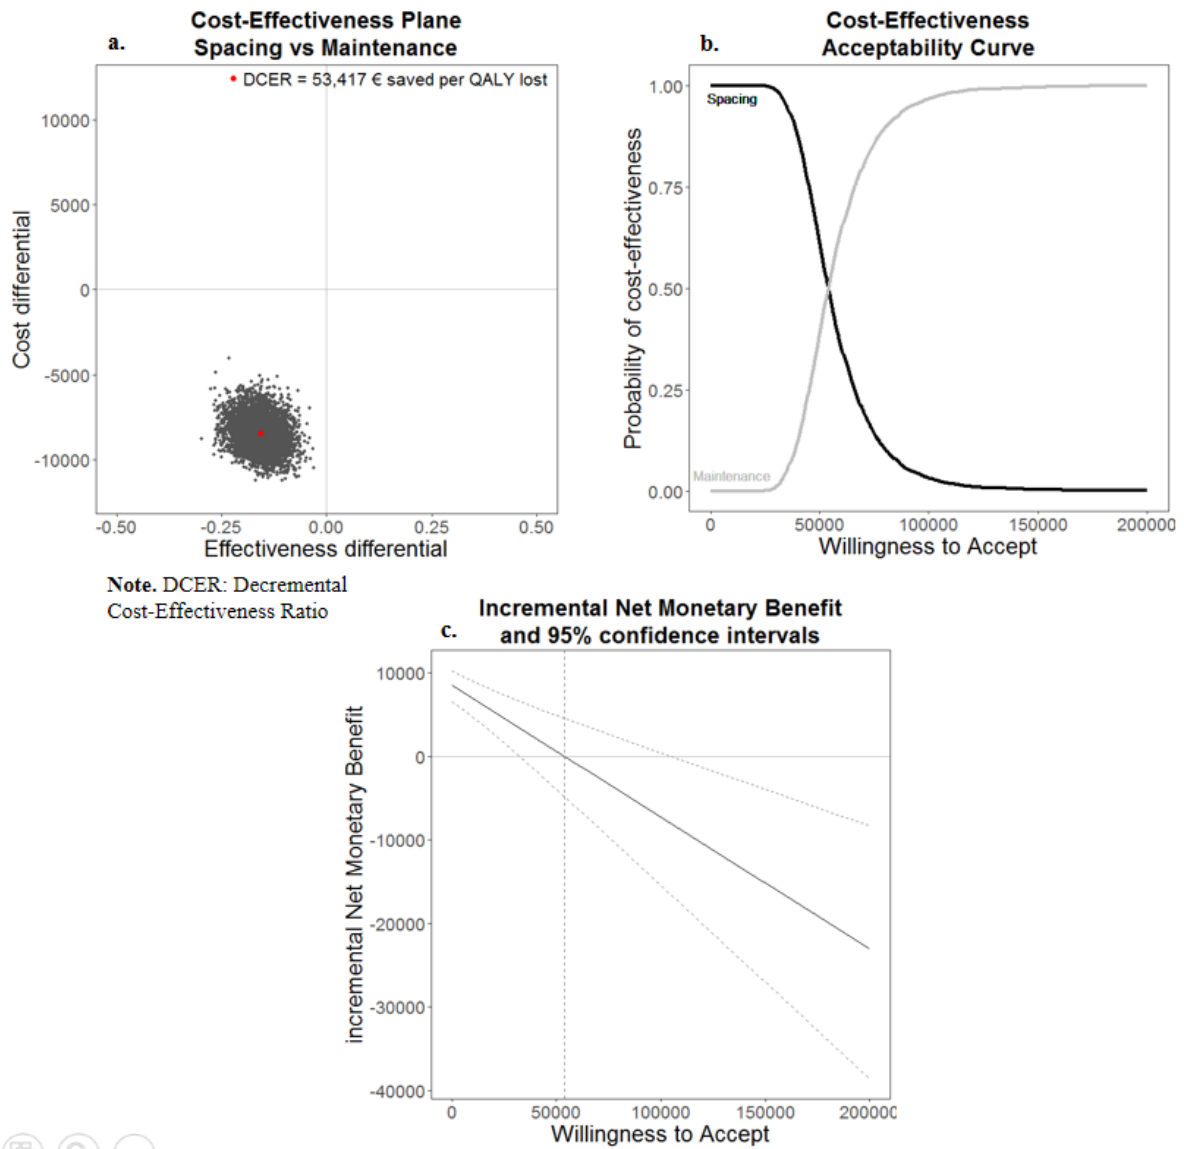 Cost-Effectiveness Plane
Spacing vs Maintenance
a.
DCER = 53,417 € saved per QALY lost
Cost differential
10000
5000
0
-5000
-10000
-0.50
-0.25
0.00
0.25
0.50
Effectiveness differential
Note. DCER: Decremental
Cost-Effectiveness Ratio
Cost-Effectiveness
Acceptability Curve
b.
Probability of cost-effectiveness
1.00
0.75
0.50
0.25
0.00
Spacing
Maintenance
0
50000
100000
150000
200000
Willingness to Accept
Incremental Net Monetary Benefit
and 95% confidence intervals
c.
incremental Net Monetary Benefit
10000
0
-10000
-20000
-30000
-40000
0
50000
100000
150000
200000
Willingness to Accept